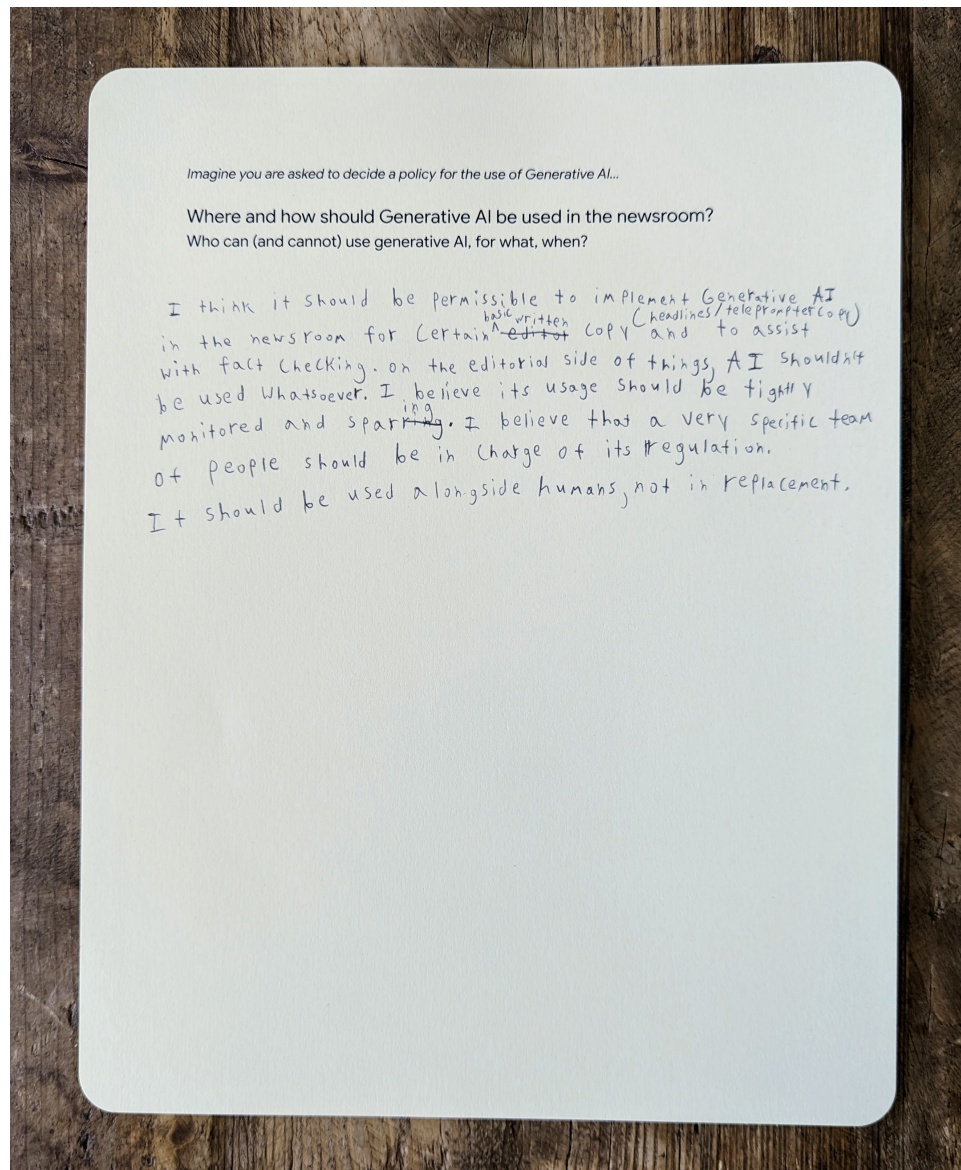 Imagine you are asked to decide a policy for the use of Generative AI...
Where and how should Generative AI be used in the newsroom?
Who can (and cannot) use generative AI, for what, when?
I think it should be permissible to implement Generative AI
in the newsroom for certain basic written copy (headlines/teleprompter copy) and to assist
with fact checking. on the editorial side of things, AI shouldn't
be used whatsoever. I believe its usage should be tightly
monitored and sparing. I believe that a very specific team
of people should be in charge of its regulation.
It should be used alongside humans, not in replacement.